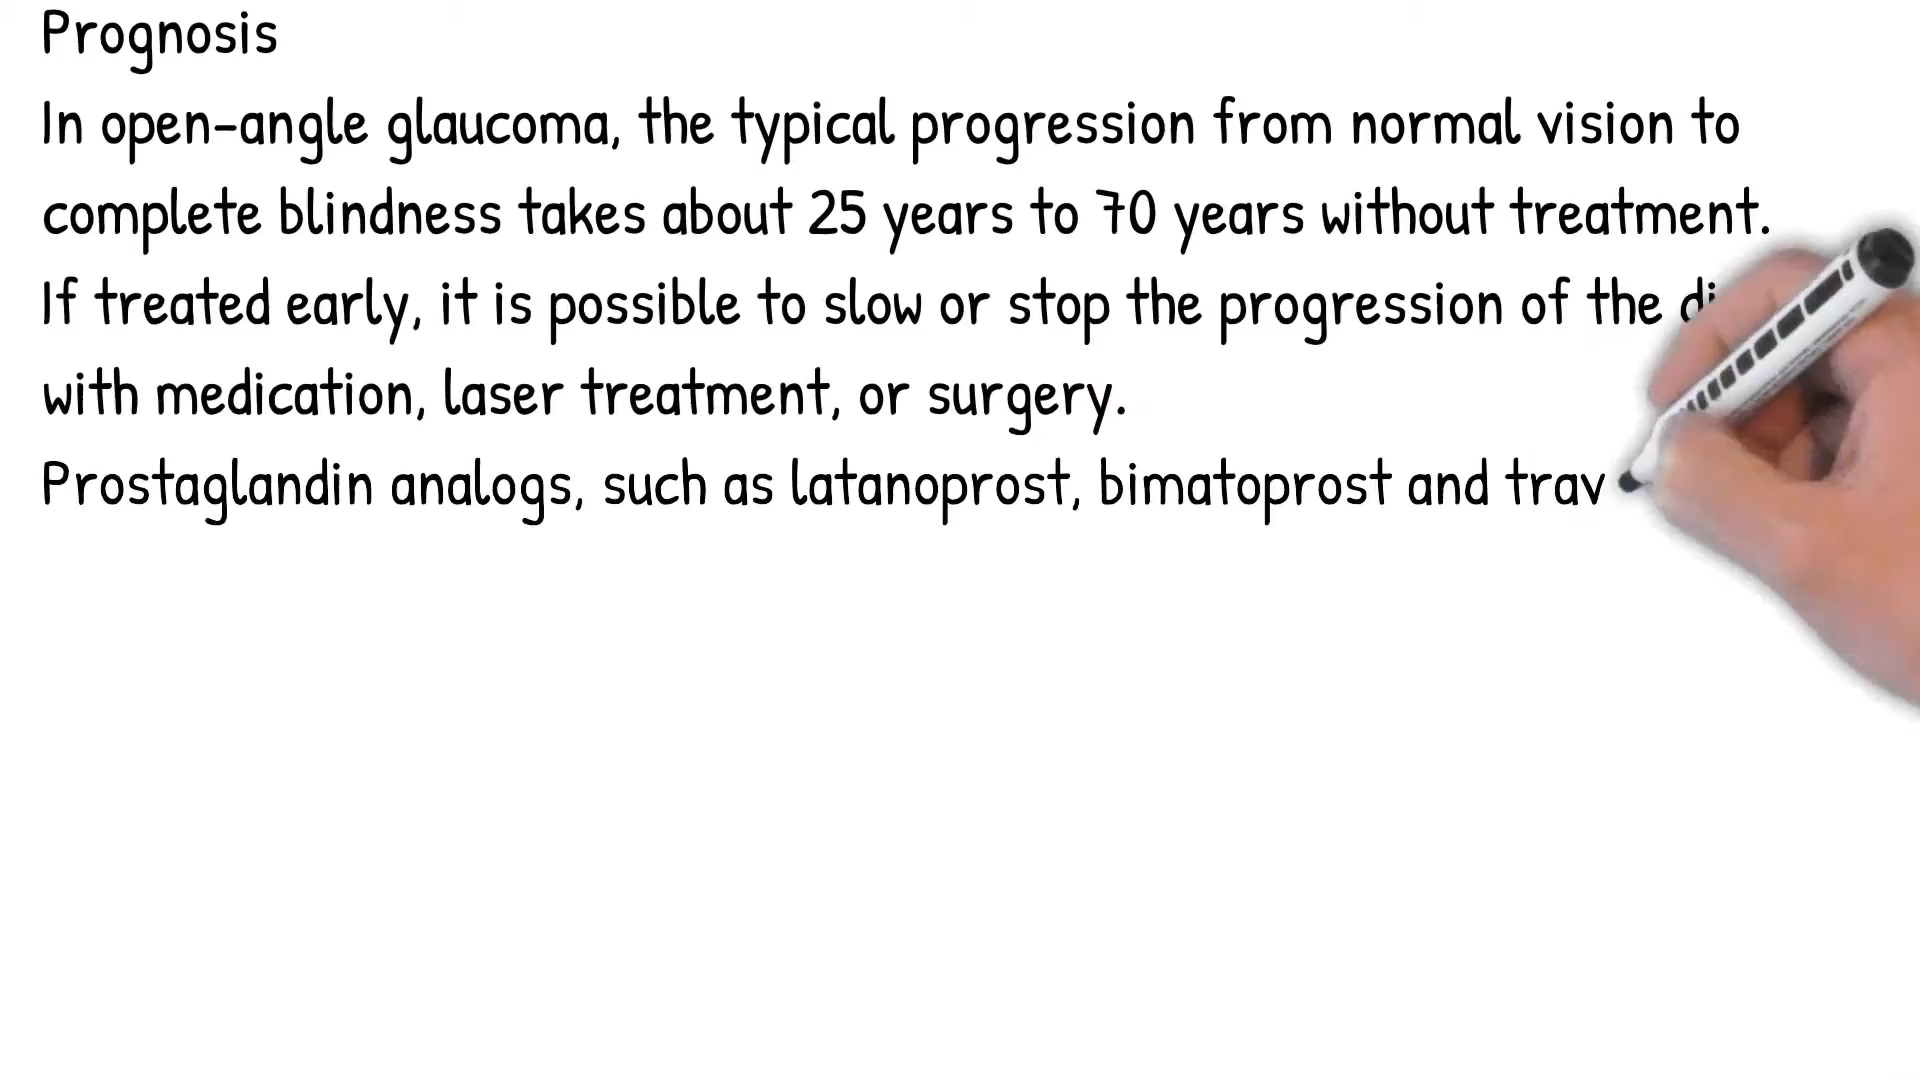 Prognosis
In open-angle glaucoma, the typical progression from normal vision to
complete blindness takes about 25 years to 70 years without treatment.
If treated early, it is possible to slow or stop the progression of the
with medication, laser treatment, or surgery.
Prostaglandin analogs, such as latanoprost, bimatoprost and trav